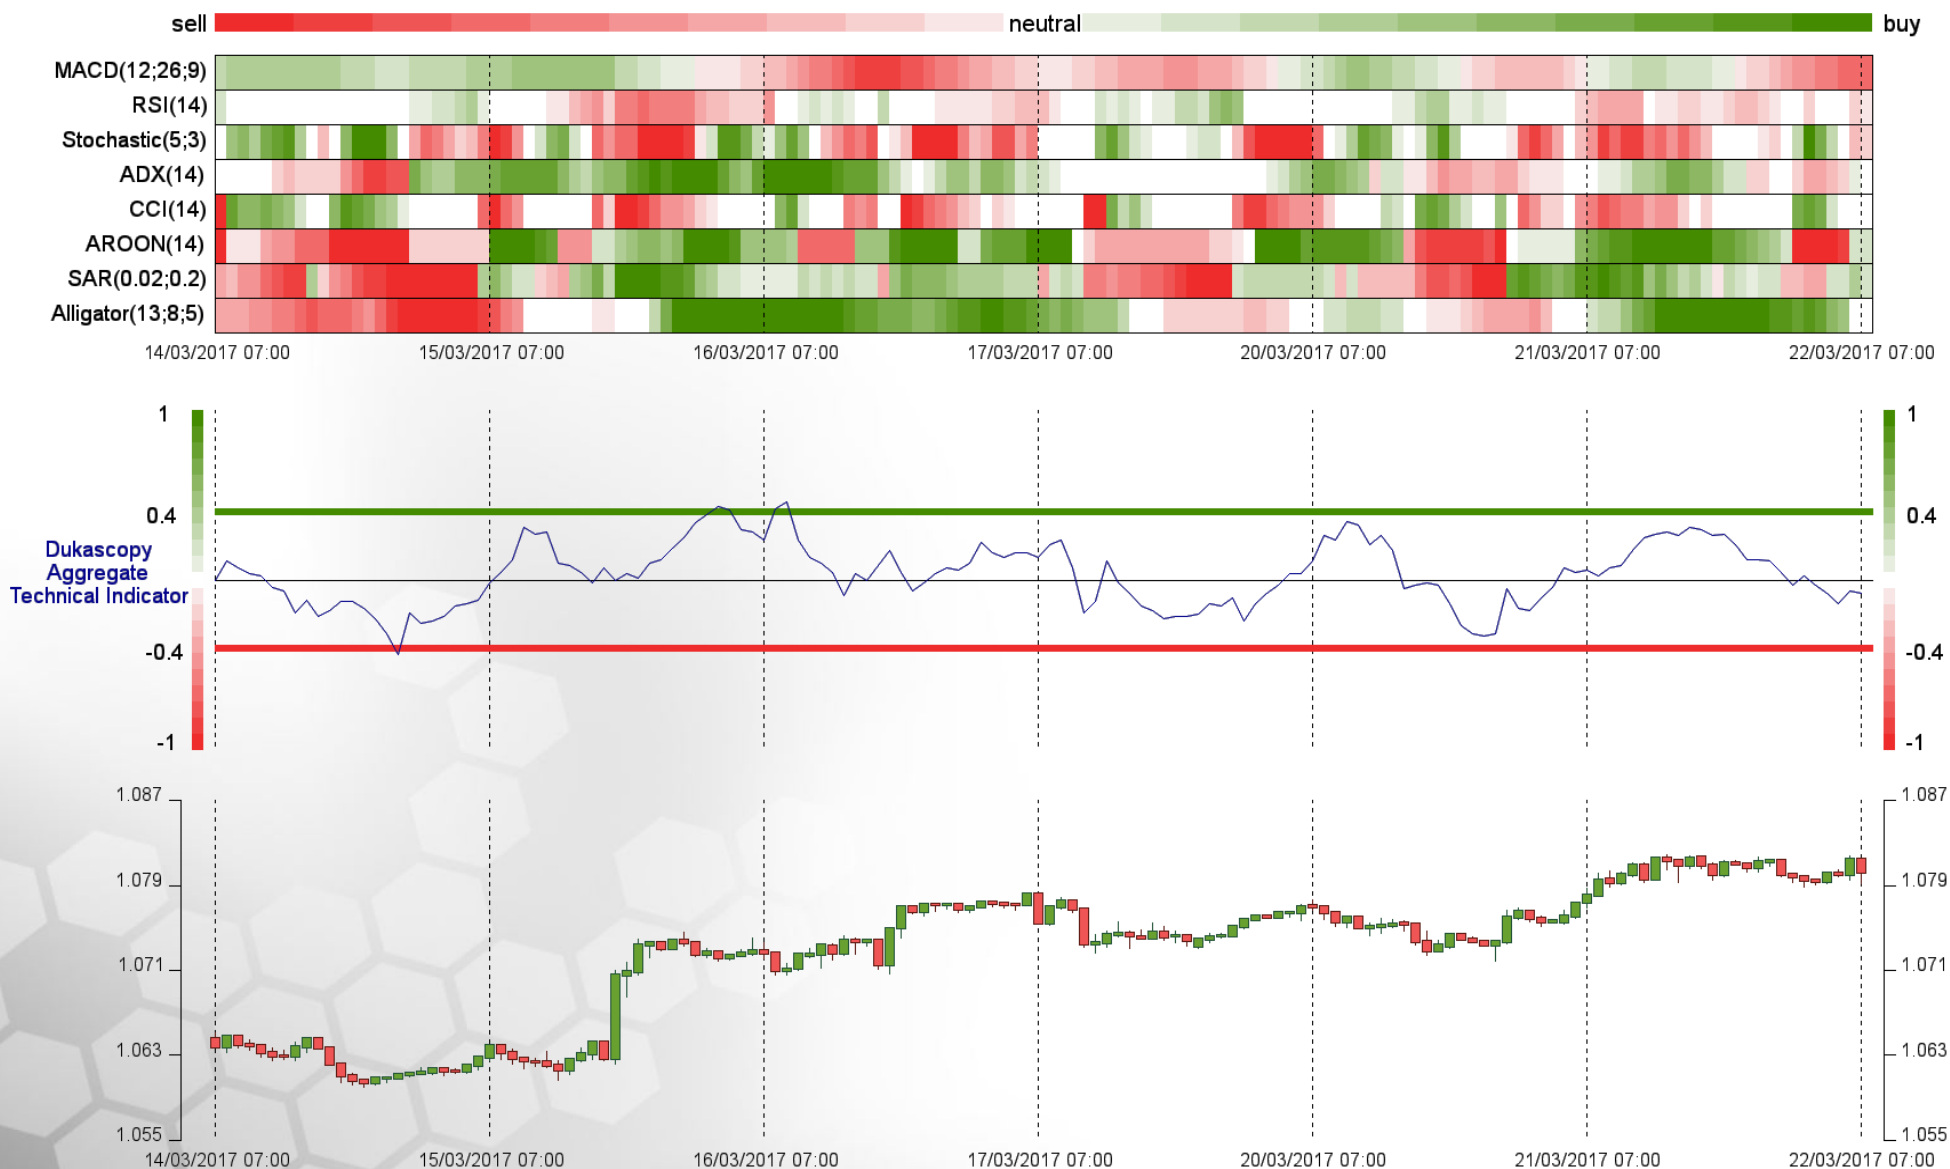 sell neutral buy
MACD(12;26;9)
RSI(14)
Stochastic(5;3)
ADX(14)
CCI(14)
AROON(14)
SAR(0.02;0.2)
Alligator(13;8;5)
14/03/2017 07:00 15/03/2017 07:00 16/03/2017 07:00 17/03/2017 07:00 20/03/2017 07:00 21/03/2017 07:00 22/03/2017 07:00
1 1
0.4 0.4
Dukascopy
Aggregate
Technical Indicator
-0.4 -0.4
-1 -1
1.087 1.087
1.079 1.079
1.071 1.071
1.063 1.063
1.055 1.055
14/03/2017 07:00 15/03/2017 07:00 16/03/2017 07:00 17/03/2017 07:00 20/03/2017 07:00 21/03/2017 07:00 22/03/2017 07:00